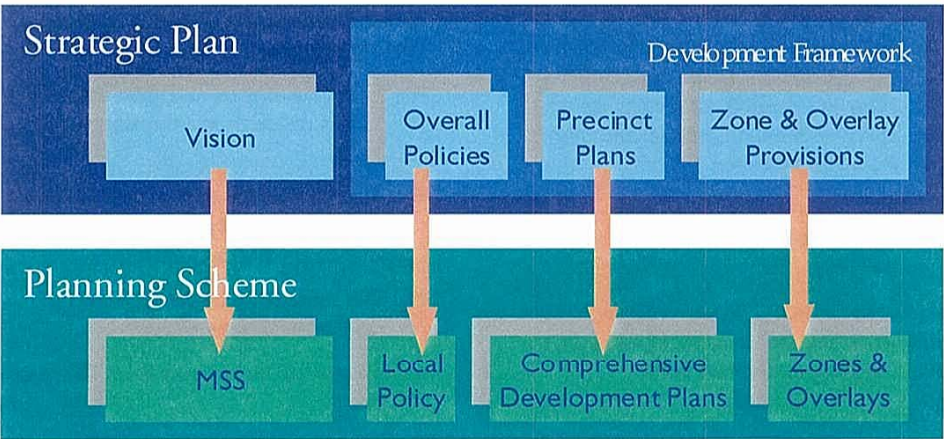 Strategic Plan
Development Framework
Vision
Overall
Policies
Precinct
Plans
Zone & Overlay
Provisions
Planning Scheme
MSS
Local
Policy
Comprehensive
Development Plans
Zones &
Overlays